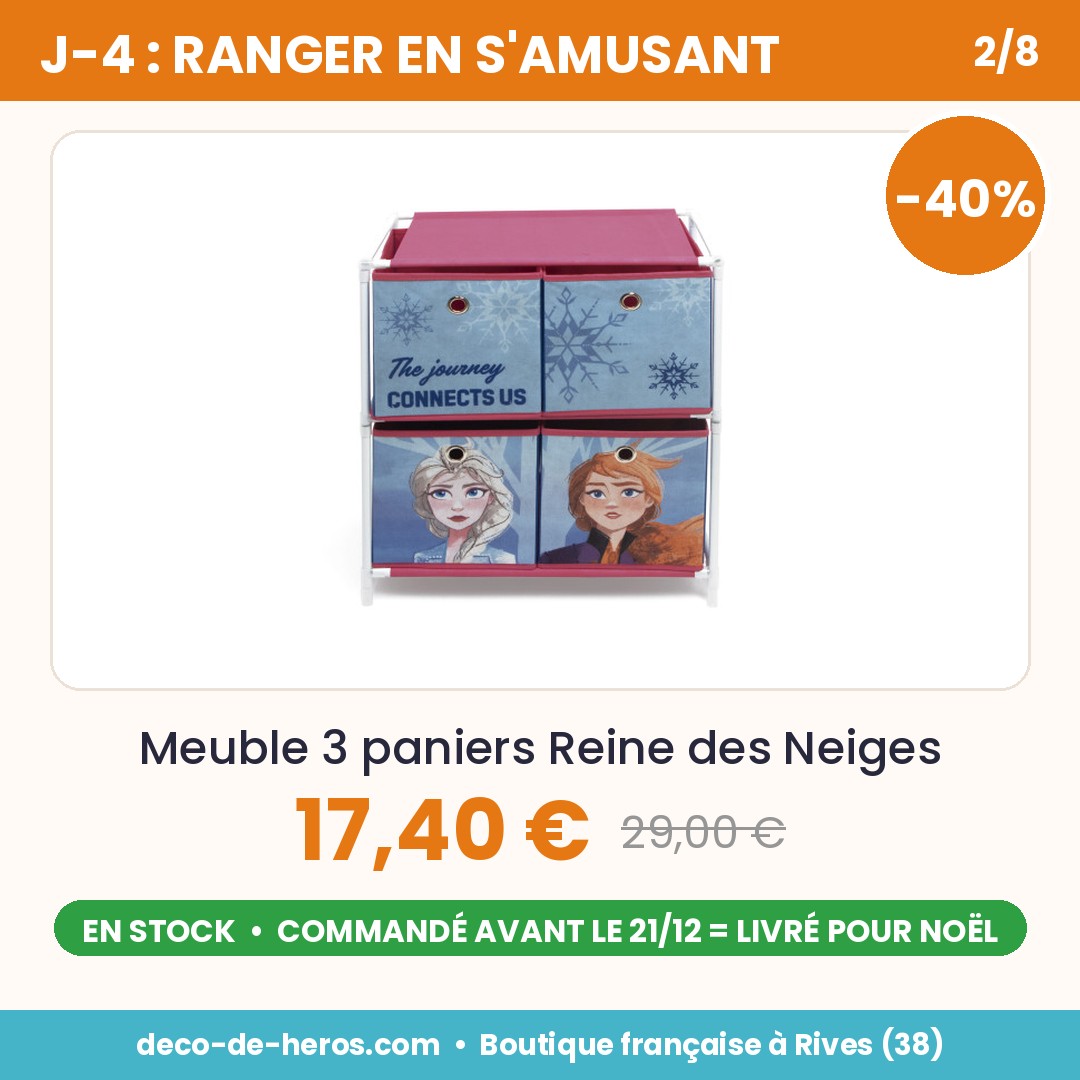 J-4 : RANGER EN S'AMUSANT
2/8
-40%
The journey
CONNECTS US
Meuble 3 paniers Reine des Neiges
17,40 € 29,00 €
EN STOCK • COMMANDÉ AVANT LE 21/12 = LIVRÉ POUR NOËL
deco-de-heros.com • Boutique française à Rives (38)